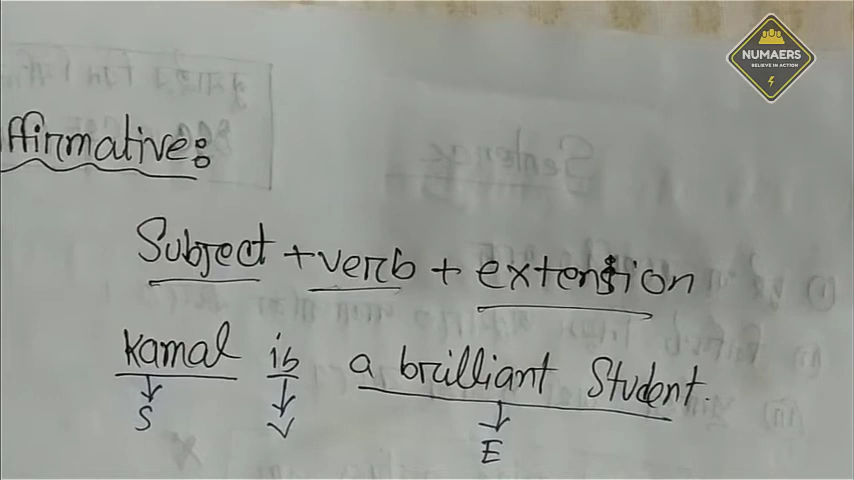 NUMAERS
BELIEVE IN ACTION
ffirmative:
Subject + verb + extension
Kamal is a brilliant Student.
S V E